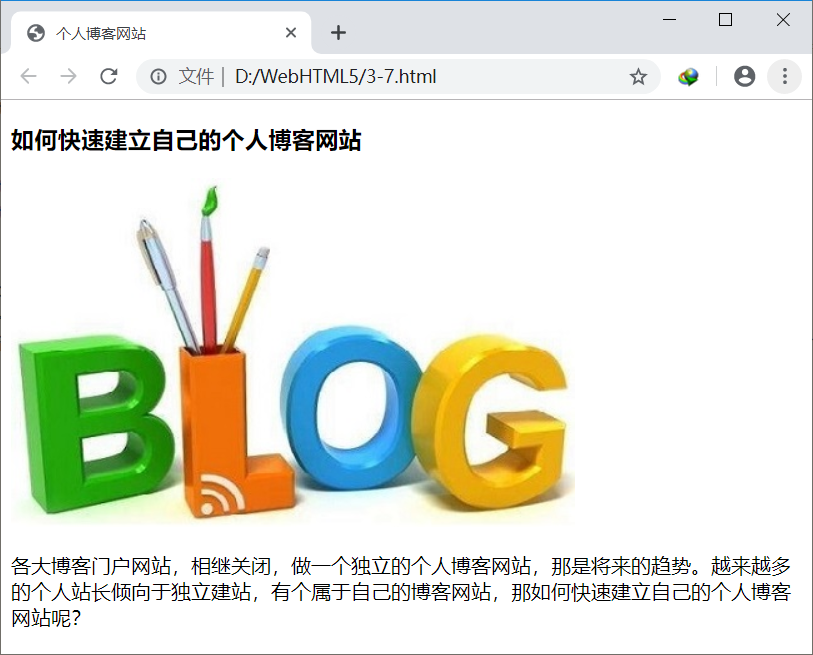 个人博客网站
文件 | D:/WebHTML5/3-7.html
如何快速建立自己的个人博客网站
BLOG
各大博客门户网站，相继关闭，做一个独立的个人博客网站，那是将来的趋势。越来越多
的个人站长倾向于独立建站，有个属于自己的博客网站，那如何快速建立自己的个人博客
网站呢？